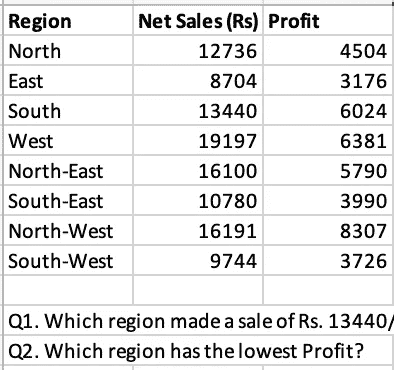 Region Net Sales (Rs) Profit
North 12736 4504
East 8704 3176
South 13440 6024
West 19197 6381
North-East 16100 5790
South-East 10780 3990
North-West 16191 8307
South-West 9744 3726
Q1. Which region made a sale of Rs. 13440/
Q2. Which region has the lowest Profit?